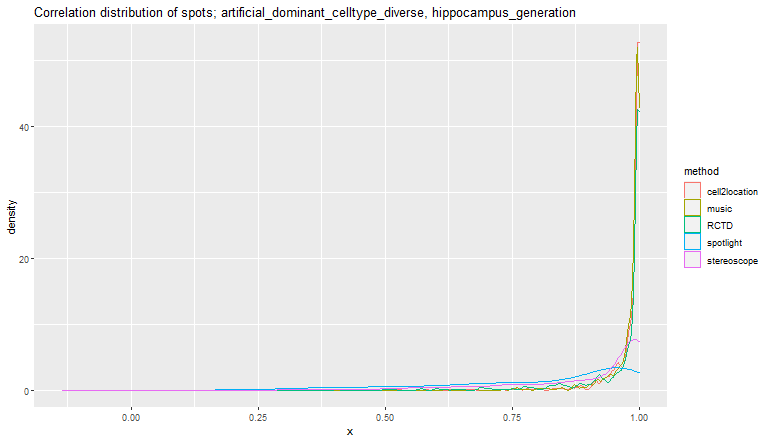 Correlation distribution of spots; artificial_dominant_celltype_diverse, hippocampus_generation
density
40
20
0
0.00 0.25 0.50 0.75 1.00
x
method
cell2location
music
RCTD
spotlight
stereoscope